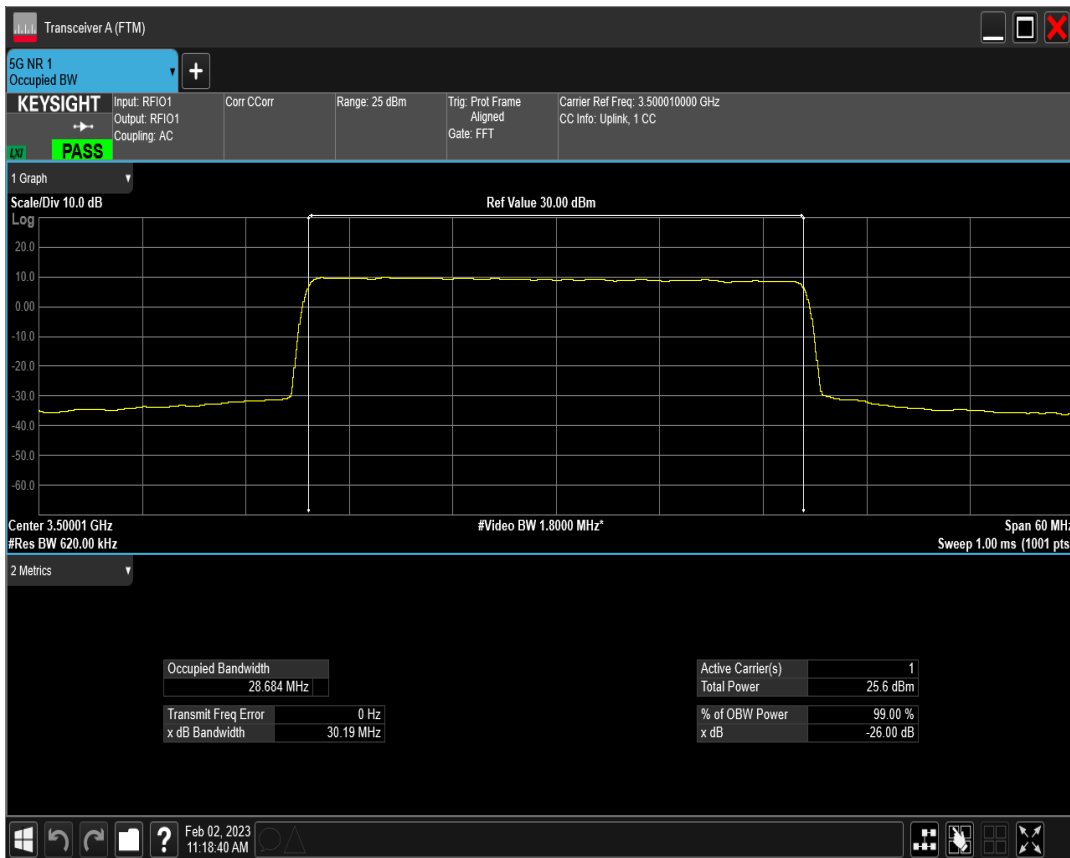 Transceiver A (FTM)
5G NR 1
Occupied BW
+
KEYSIGHT
LXI
PASS
Input: RFIO1
Output: RFIO1
Coupling: AC
Corr CCorr
Range: 25 dBm
Trig: Prot Frame
Aligned
Gate: FFT
Carrier Ref Freq: 3.500010000 GHz
CC Info: Uplink, 1 CC
1 Graph
Scale/Div 10.0 dB
Ref Value 30.00 dBm
Log
20.0
10.0
0.00
-10.0
-20.0
-30.0
-40.0
-50.0
-60.0
Center 3.50001 GHz
#Video BW 1.8000 MHz*
Span 60 MHz
#Res BW 620.00 kHz
Sweep 1.00 ms (1001 pts
2 Metrics
Occupied Bandwidth
28.684 MHz
Transmit Freq Error 0 Hz
x dB Bandwidth 30.19 MHz
Active Carrier(s) 1
Total Power 25.6 dBm
% of OBW Power 99.00 %
x dB -26.00 dB
?
Feb 02, 2023
11:18:40 AM